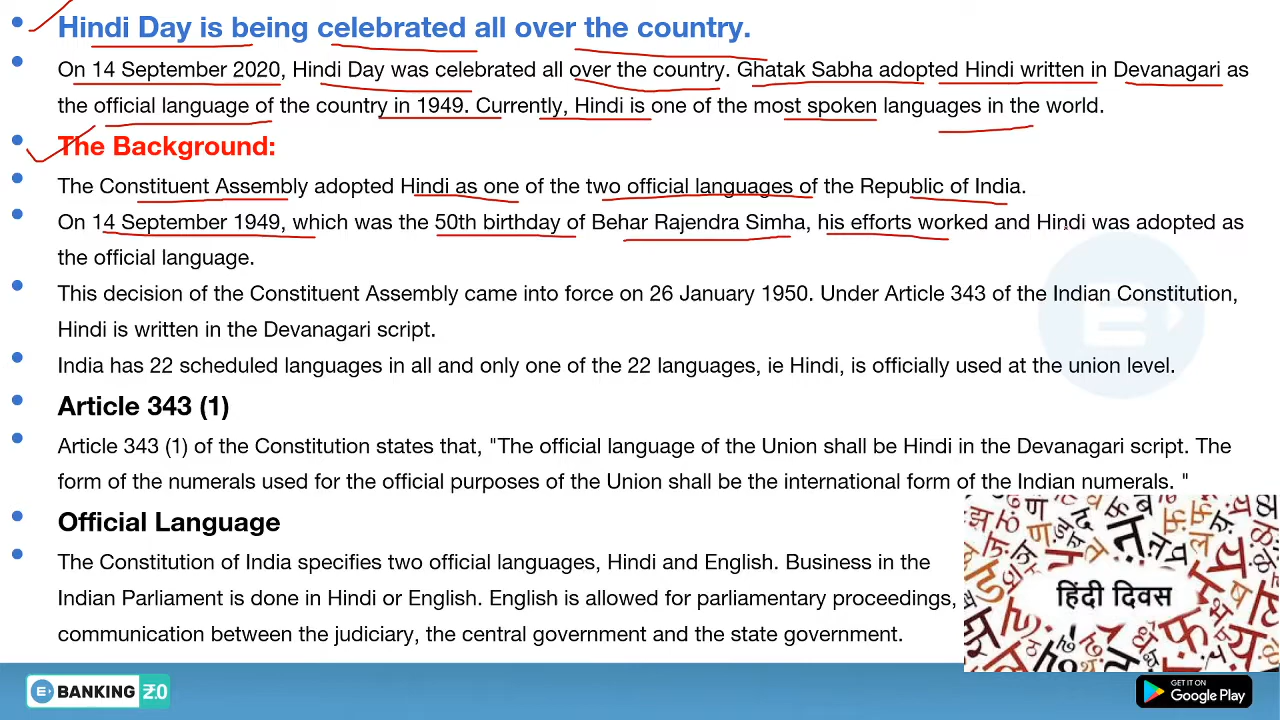 Hindi Day is being celebrated all over the country.
On 14 September 2020, Hindi Day was celebrated all over the country. Ghatak Sabha adopted Hindi written in Devanagari as
the official language of the country in 1949. Currently, Hindi is one of the most spoken languages in the world.
The Background:
The Constituent Assembly adopted Hindi as one of the two official languages of the Republic of India.
On 14 September 1949, which was the 50th birthday of Behar Rajendra Simha, his efforts worked and Hindi was adopted as
the official language.
This decision of the Constituent Assembly came into force on 26 January 1950. Under Article 343 of the Indian Constitution,
Hindi is written in the Devanagari script.
India has 22 scheduled languages in all and only one of the 22 languages, ie Hindi, is officially used at the union level.
Article 343 (1)
Article 343 (1) of the Constitution states that, "The official language of the Union shall be Hindi in the Devanagari script. The
form of the numerals used for the official purposes of the Union shall be the international form of the Indian numerals. "
Official Language
The Constitution of India specifies two official languages, Hindi and English. Business in the
Indian Parliament is done in Hindi or English. English is allowed for parliamentary proceedings,
communication between the judiciary, the central government and the state government.
हिंदी दिवस
BANKING 2.0
GET IT ON
Google Play